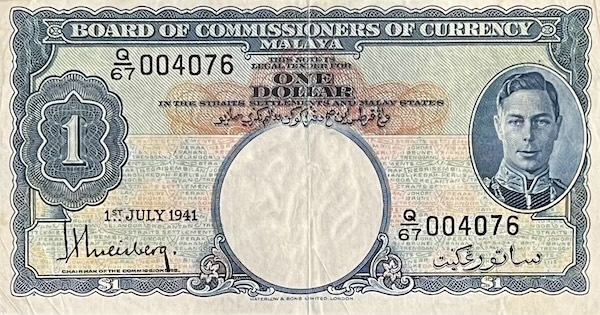 BOARD OF COMMISSIONERS OF CURRENCY
MALAYA
Q/67 004076
THIS NOTE IS
LEGAL TENDER FOR
ONE
DOLLAR
IN THE STRAITS SETTLEMENTS AND MALAY STATES
1
1ST JULY 1941
Q/67 004076
CHAIRMAN OF THE COMMISSIONERS.
ساتو رڠݢيت
$1
$1
WATERLOW & SONS LIMITED, LONDON